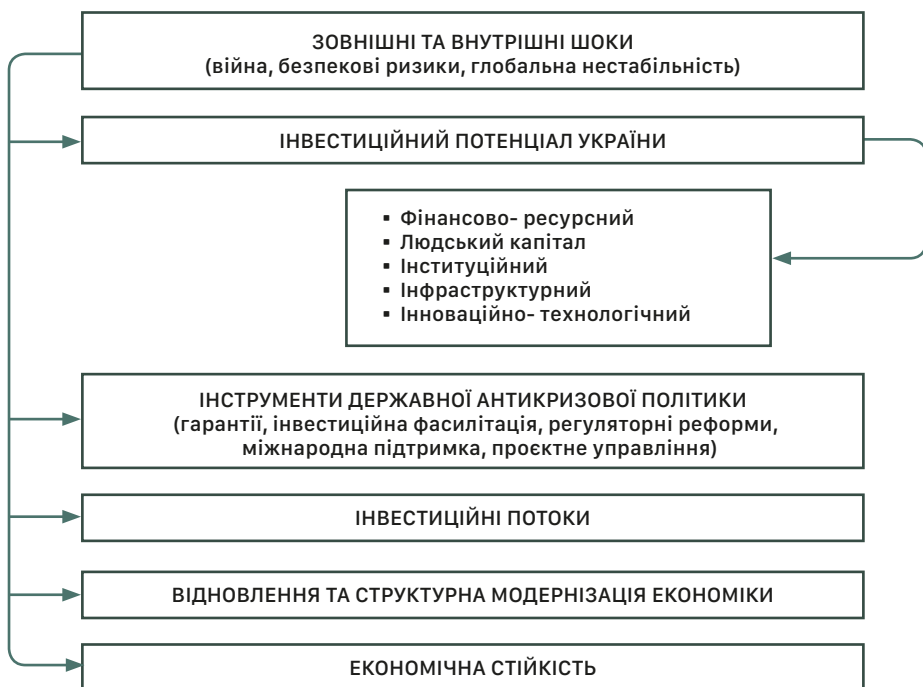 ЗОВНІШНІ ТА ВНУТРІШНІ ШОКИ
(війна, безпекові ризики, глобальна нестабільність)
ІНВЕСТИЦІЙНИЙ ПОТЕНЦІАЛ УКРАЇНИ
▪ Фінансово- ресурсний
▪ Людський капітал
▪ Інституційний
▪ Інфраструктурний
▪ Інноваційно- технологічний
ІНСТРУМЕНТИ ДЕРЖАВНОЇ АНТИКРИЗОВОЇ ПОЛІТИКИ
(гарантії, інвестиційна фасилітація, регуляторні реформи,
міжнародна підтримка, проєктне управління)
ІНВЕСТИЦІЙНІ ПОТОКИ
ВІДНОВЛЕННЯ ТА СТРУКТУРНА МОДЕРНІЗАЦІЯ ЕКОНОМІКИ
ЕКОНОМІЧНА СТІЙКІСТЬ